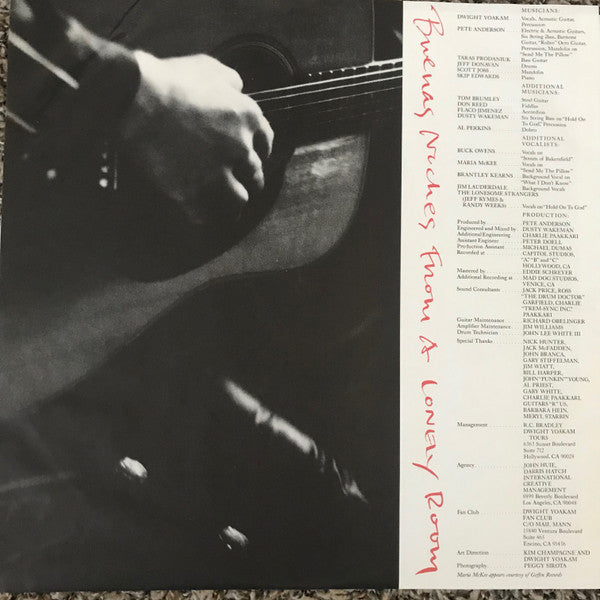 Buenas Noches From A Lonely Room
MUSICIANS:
DWIGHT YOAKAM Vocals, Acoustic Guitar,
Percussion
PETE ANDERSON Electric & Acoustic Guitars,
Six String Bass, Baritone
Guitar, "Robro" Onyx Guitar,
Percussion, Mandolin on
"Send Me The Pillow"
TARAS PRODANIUK Bass Guitar
JEFF DONAVAN Drums
SCOTT JOSS Mandolin
SKIP EDWARDS Piano
ADDITIONAL
MUSICIANS:
TOM BRUMLEY Steel Guitar
DON REED Fiddles
FLACO JIMENEZ Accordion
DUSTY WAKEMAN Six String Bass on "Hold On
To God," Percussion
AL PERKINS Dobro
ADDITIONAL
VOCALISTS:
BUCK OWENS Vocals on
"Streets of Bakersfield"
MARIA McKEE Vocals on
"Send Me The Pillow"
BRANTLEY KEARNS Background Vocal on
"What I Don't Know"
JIM LAUDERDALE Background Vocals
THE LONESOME STRANGERS
(JEFF RYMES &
RANDY WEEKS) Vocals on "Hold On To God"
PRODUCTION:
Produced by PETE ANDERSON
Engineered and Mixed by DUSTY WAKEMAN
Additional Engineering CHARLIE PAAKKARI
Assistant Engineer PETER DOELL
Production Assistant MICHAEL DUMAS
Recorded at CAPITOL STUDIOS,
"A," "B" and "C"
HOLLYWOOD, CA
Mastered by EDDIE SCHREYER
Additional Recording at MAD DOG STUDIOS,
VENICE, CA
Sound Consultants JACK PRICE, ROSS
"THE DRUM DOCTOR"
GARFIELD, CHARLIE
"TREM-SYNC INC."
PAAKKARI
Guitar Maintenance RICHARD OBELINGER
Amplifier Maintenance JIM WILLIAMS
Drum Technician JOHN LEE WHITE III
Special Thanks NICK HUNTER,
JACK McFADDEN,
JOHN BRANCA,
GARY STIFFELMAN,
JIM WIATT,
BILL HARPER,
JOHN "PUNKIN'" YOUNG,
AL PRIEST,
GARY WHITE,
CHARLIE PAAKKARI,
GUITARS "R" US,
BARBARA HEIN,
MERYL STARBIN
Management R.C. BRADLEY
DWIGHT YOAKAM
TOURS
6363 Sunset Boulevard
Suite 712
Hollywood, CA 90028
Agency JOHN HUIE,
DARRIS HATCH
INTERNATIONAL
CREATIVE
MANAGEMENT
8899 Beverly Boulevard
Los Angeles, CA 90048
Fan Club DWIGHT YOAKAM
FAN CLUB
C/O MAIL MANN
15840 Ventura Boulevard
Suite 465
Encino, CA 91436
Art Direction KIM CHAMPAGNE AND
DWIGHT YOAKAM
Photography PEGGY SIROTA
Maria McKee appears courtesy of Geffen Records